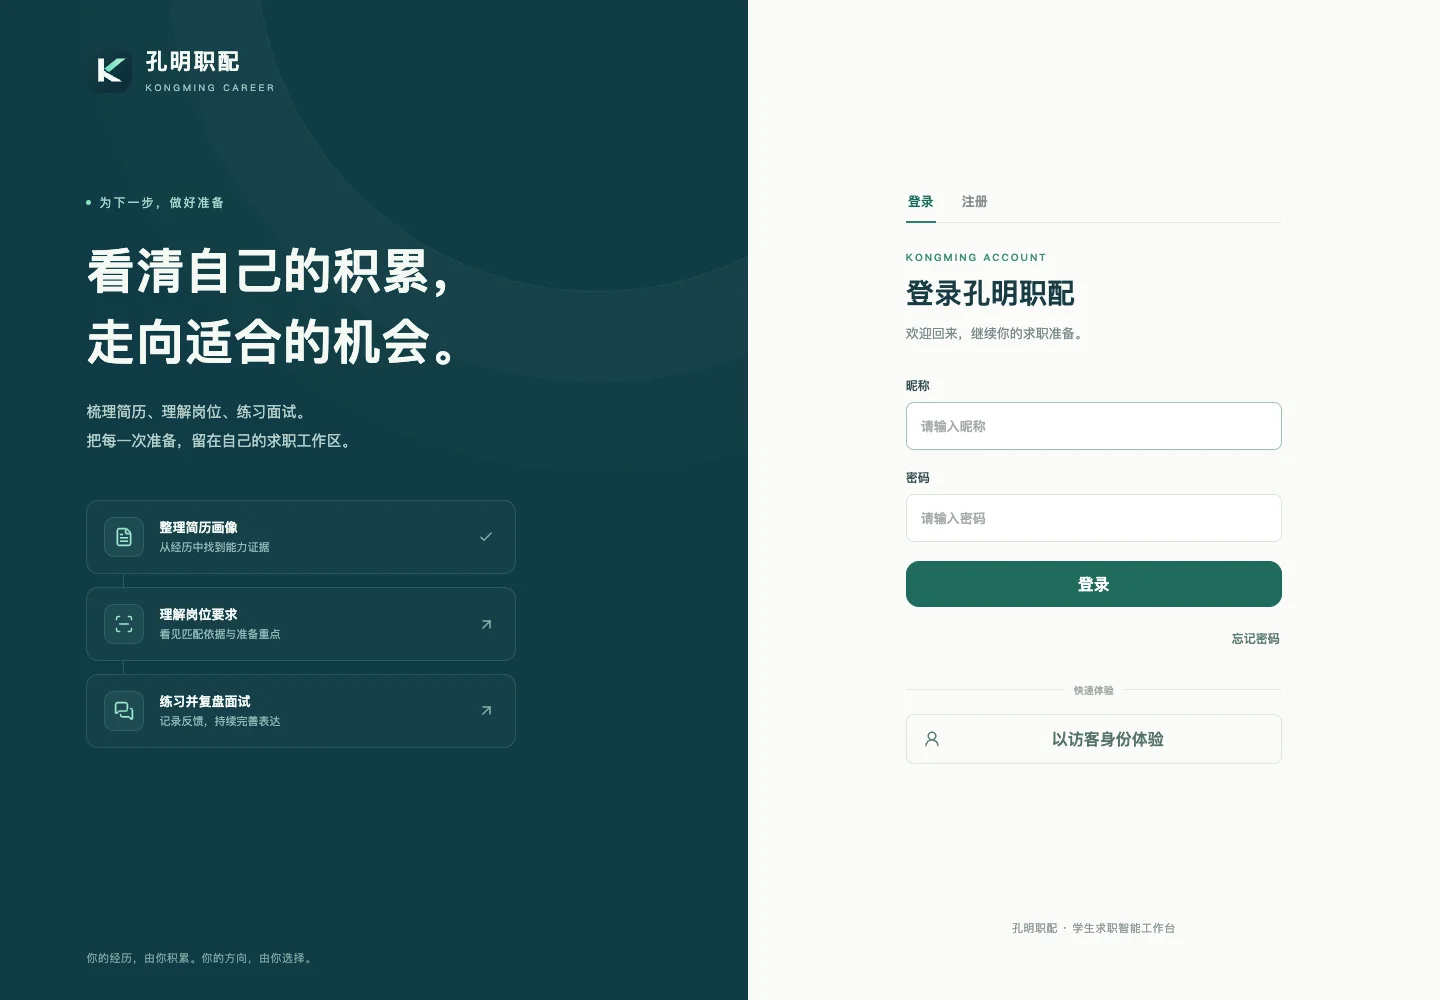 孔明职配
KONGMING CAREER
为下一步，做好准备
看清自己的积累，
走向适合的机会。
梳理简历、理解岗位、练习面试。
把每一次准备，留在自己的求职工作区。
整理简历画像
从经历中找到能力证据
理解岗位要求
看见匹配依据与准备重点
练习并复盘面试
记录反馈，持续完善表达
你的经历，由你积累。你的方向，由你选择。
登录 注册
KONGMING ACCOUNT
登录孔明职配
欢迎回来，继续你的求职准备。
昵称
请输入昵称
密码
请输入密码
登录
忘记密码
快速体验
以访客身份体验
孔明职配 · 学生求职智能工作台